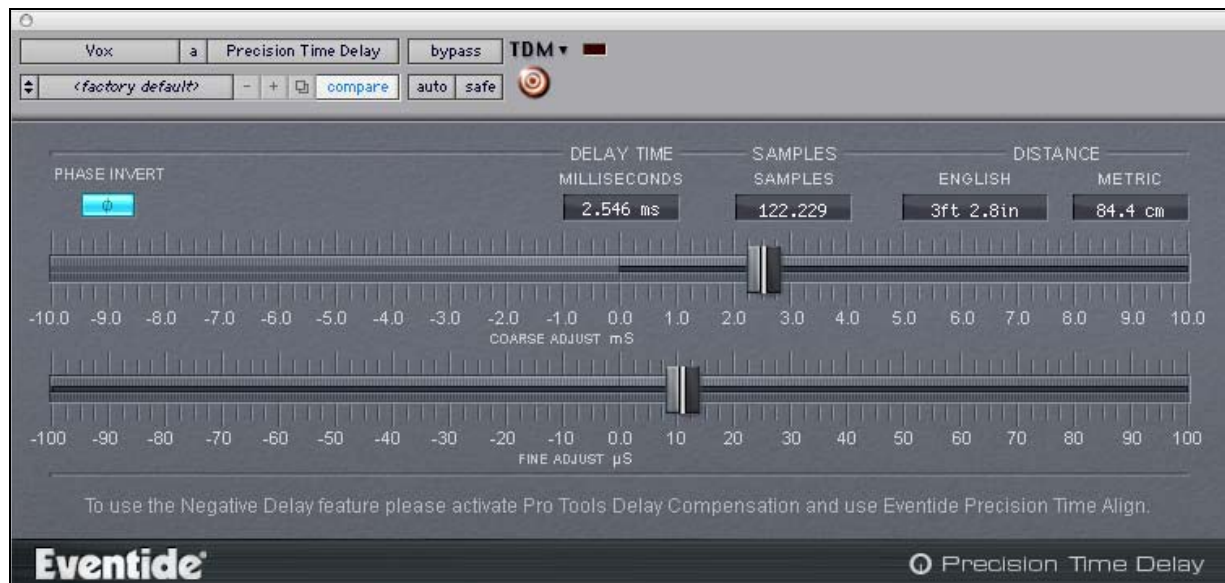 Vox a Precision Time Delay bypass TDM
<factory default> - + compare auto safe
DELAY TIME SAMPLES DISTANCE
PHASE INVERT MILLISECONDS SAMPLES ENGLISH METRIC
ϕ 2.546 ms 122.229 3ft 2.8in 84.4 cm
-10.0 -9.0 -8.0 -7.0 -6.0 -5.0 -4.0 -3.0 -2.0 -1.0 0.0 1.0 2.0 3.0 4.0 5.0 6.0 7.0 8.0 9.0 10.0
COARSE ADJUST mS
-100 -90 -80 -70 -60 -50 -40 -30 -20 -10 0.0 10 20 30 40 50 60 70 80 90 100
FINE ADJUST µS
To use the Negative Delay feature please activate Pro Tools Delay Compensation and use Eventide Precision Time Align.
Eventide Precision Time Delay